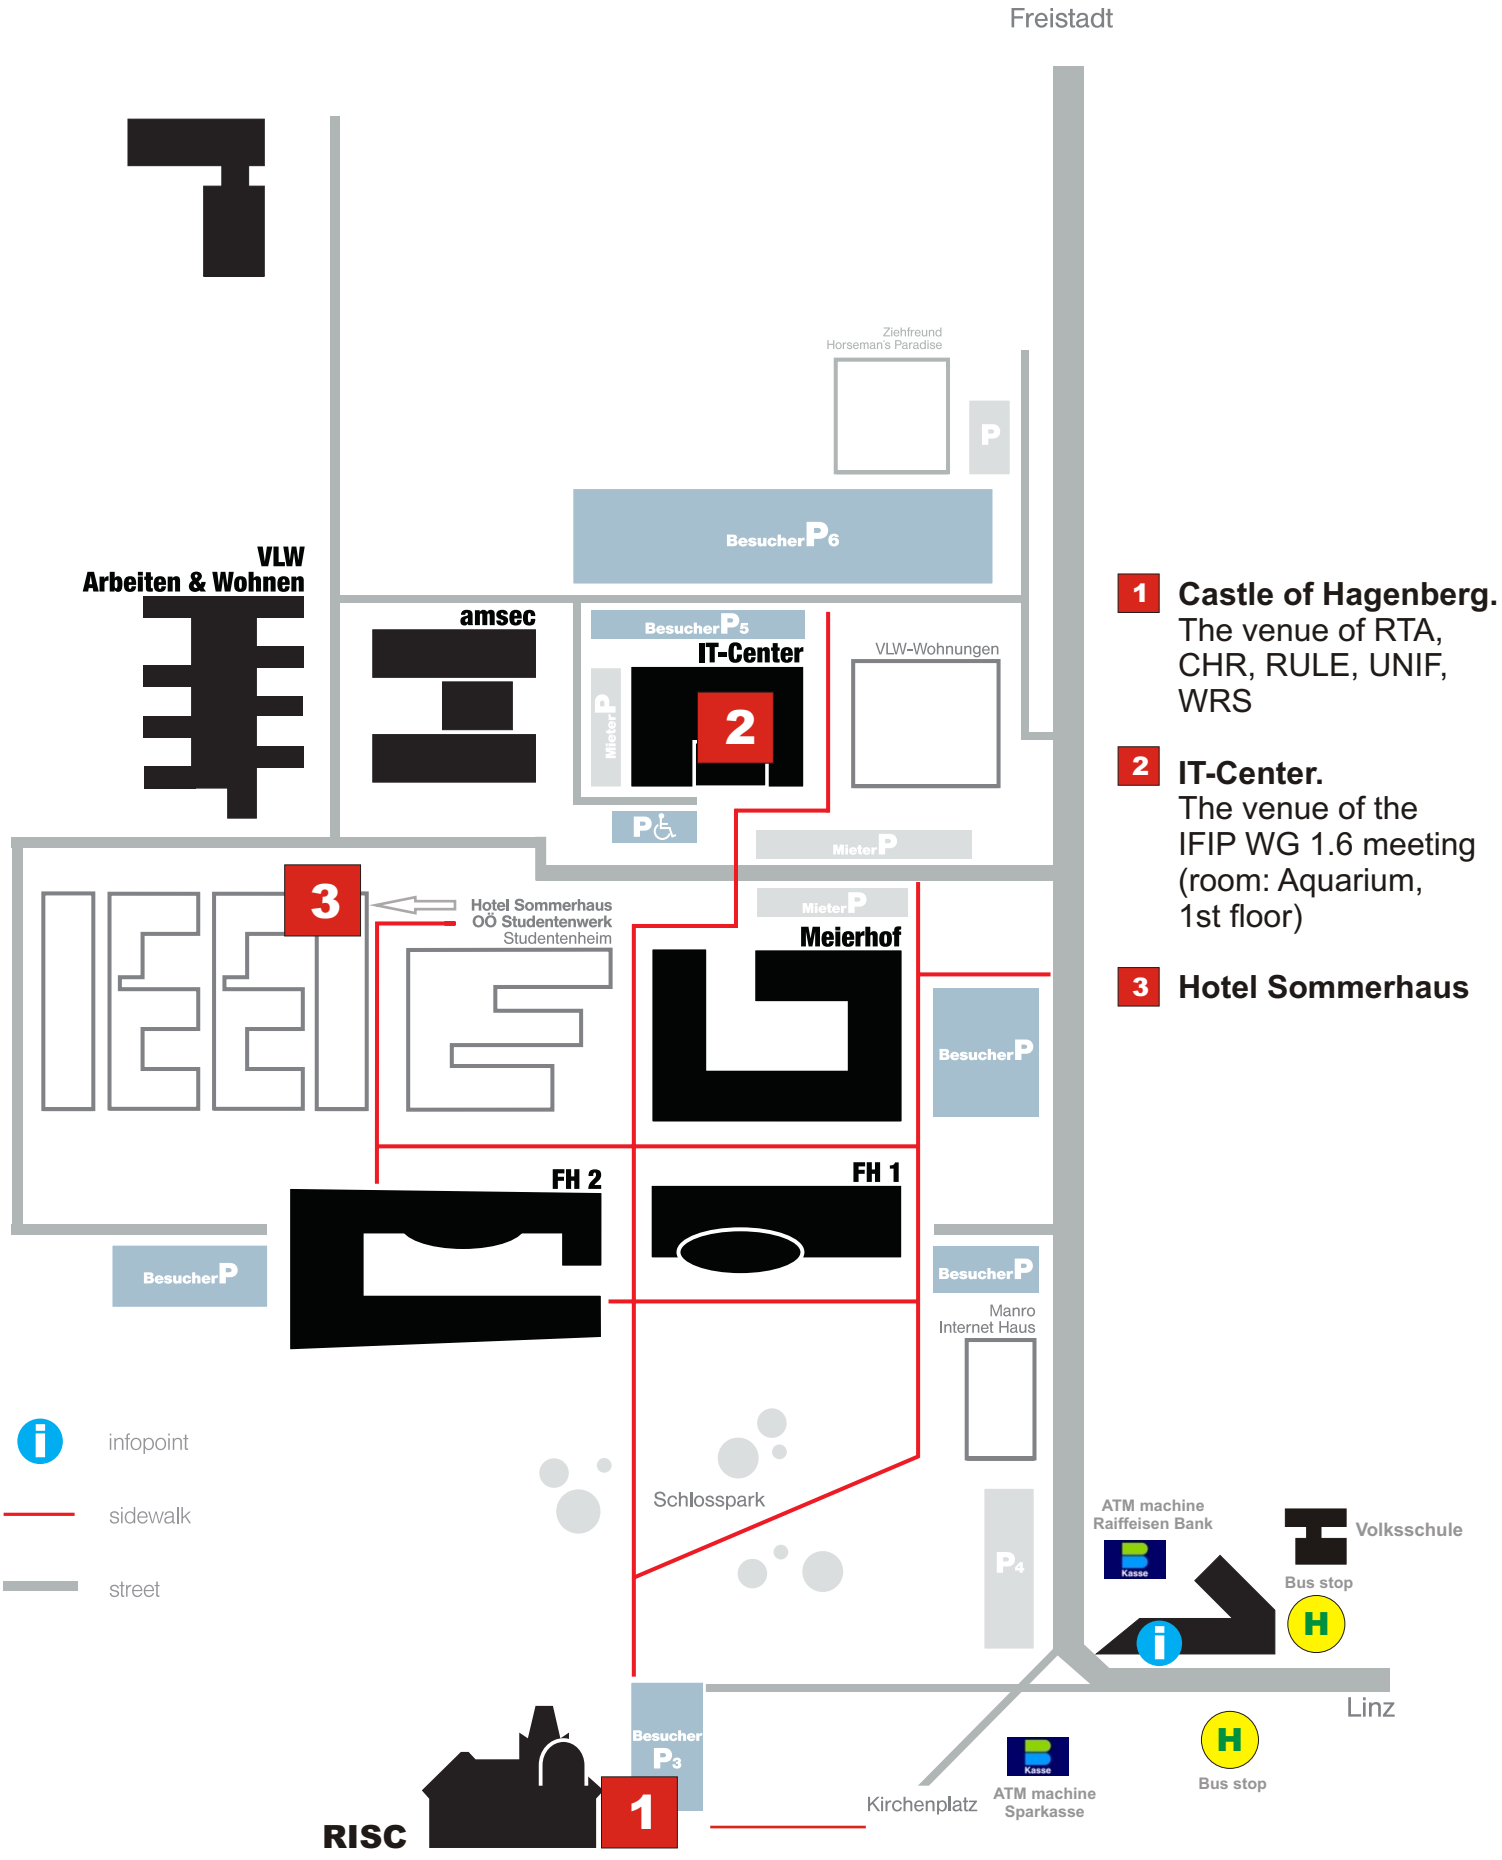 Freistadt
Ziehfreund
Horseman's Paradise
P
Besucher P6
VLW
Arbeiten & Wohnen
amsec
Besucher P5
IT-Center
Mieter P
2
VLW-Wohnungen
P
Mieter P
1 Castle of Hagenberg.
The venue of RTA,
CHR, RULE, UNIF,
WRS
2 IT-Center.
The venue of the
IFIP WG 1.6 meeting
(room: Aquarium,
1st floor)
3 Hotel Sommerhaus
3
Hotel Sommerhaus
OÖ Studentenwerk
Studentenheim
Mieter P
Meierhof
Besucher P
FH 2
FH 1
Besucher P
Besucher P
Manro
Internet Haus
i infopoint
sidewalk
street
Schlosspark
P4
ATM machine
Raiffeisen Bank
Kasse
Volksschule
Bus stop
H
i
Linz
H
Bus stop
Besucher
P3
Kasse
ATM machine
Sparkasse
Kirchenplatz
1
RISC